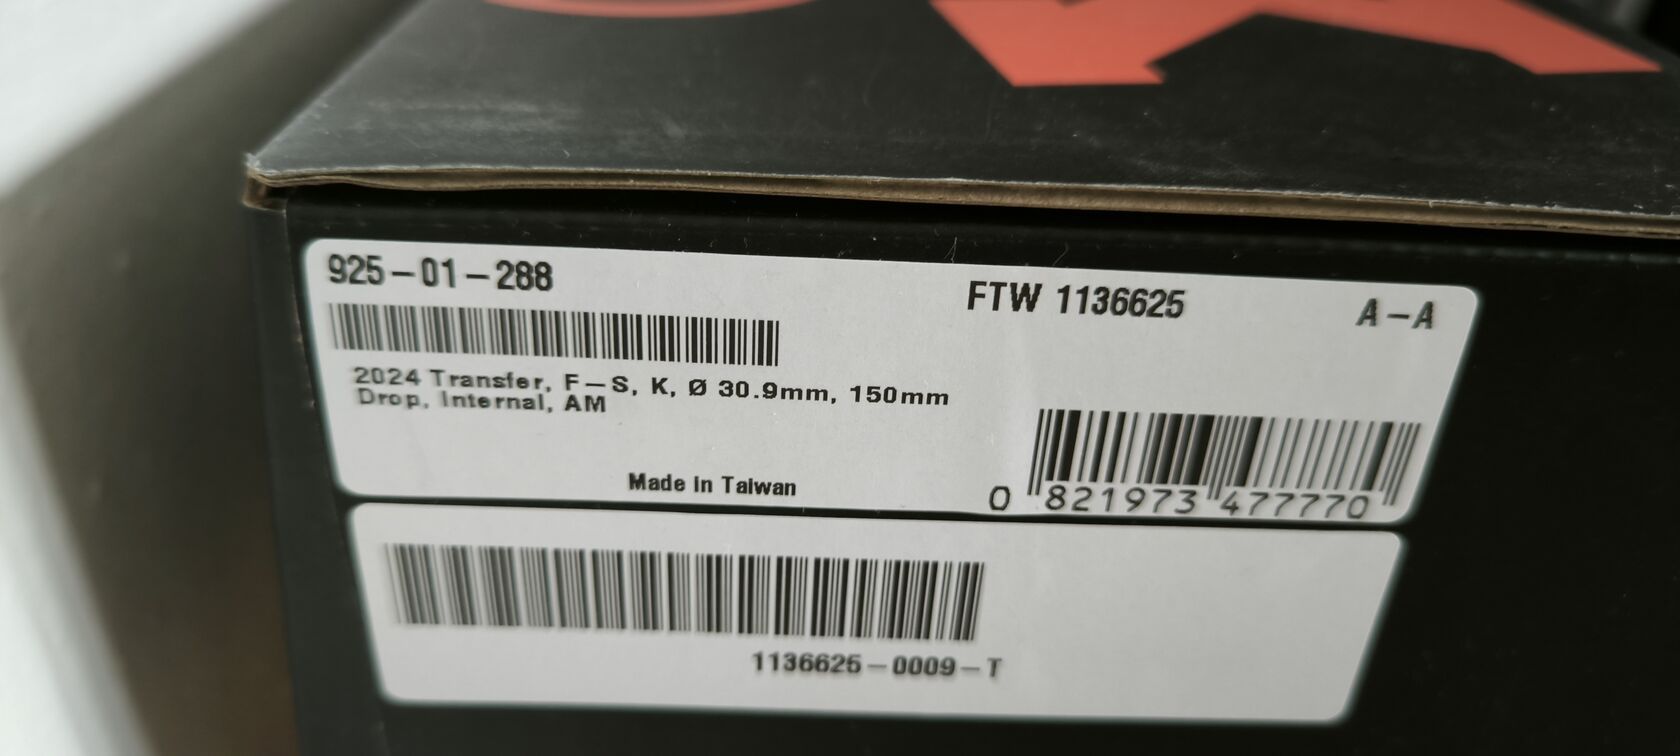 925-01-288
FTW 1136625
A-A
2024 Transfer, F-S, K, Ø 30.9mm, 150mm
Drop, Internal, AM
Made In Taiwan
0 821973 477770
1136625-0009-T